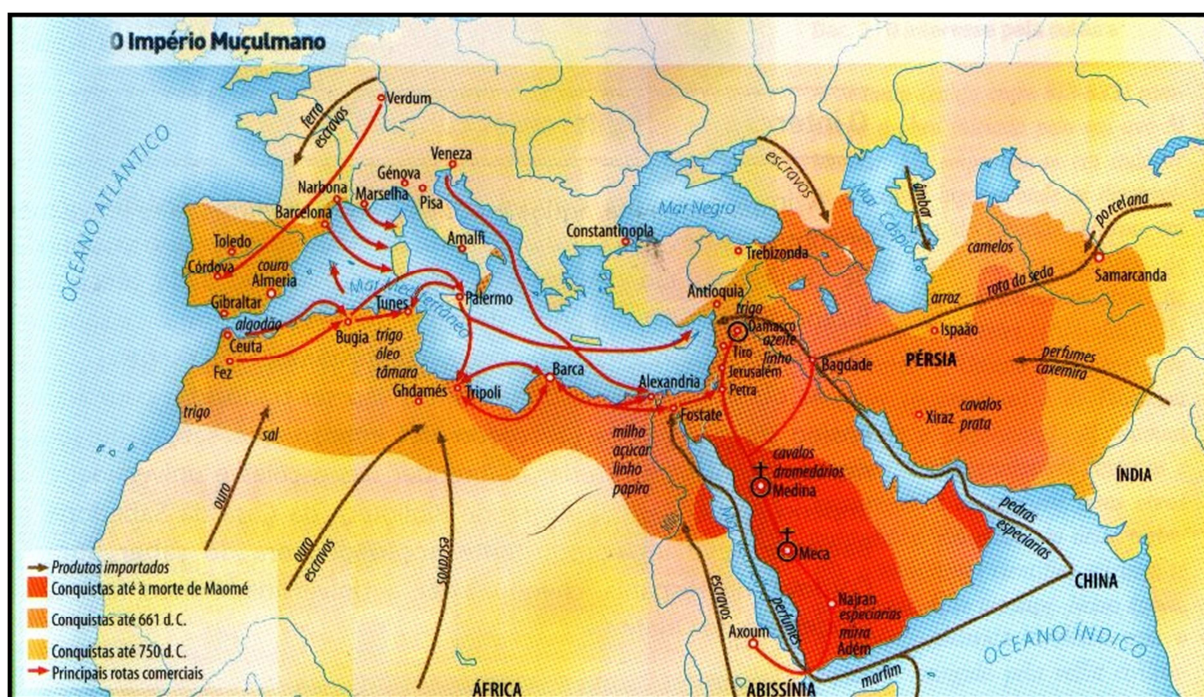 O Império Muçulmano
OCEANO ATLÂNTICO
ferro
escravos
Verdum
Veneza
Génova
Narbona
Marselha
Pisa
Barcelona
Toledo
Amalfi
Constantinopla
Mar Negro
escravos
Mar Cáspio
âmbar
porcelana
camelos
Samarcanda
rota da seda
Trebizonda
Córdova
couro
Almeria
Mar Mediterrâneo
Gibraltar
algodão
Tunes
Palermo
Antioquia
trigo
Damasco
azeite
linho
arroz
Ispaão
Ceuta
Bugia
trigo
óleo
tâmara
Fez
Barca
Tiro
Jerusalém
Bagdade
PÉRSIA
perfumes
caxemira
Ghdamés
Tripoli
Alexandria
Petra
Fostate
Xiraz
cavalos
prata
trigo
sal
milho
açúcar
linho
papiro
cavalos
dromedários
Medina
ÍNDIA
ouro
ouro
escravos
escravos
Nilo
pedras
especiarias
Meca
CHINA
escravos
perfumes
Najran
especiarias
mirra
Adém
Axoum
OCEANO ÍNDICO
marfim
ÁFRICA
ABISSÍNIA
Produtos importados
Conquistas até à morte de Maomé
Conquistas até 661 d. C.
Conquistas até 750 d. C.
Principais rotas comerciais